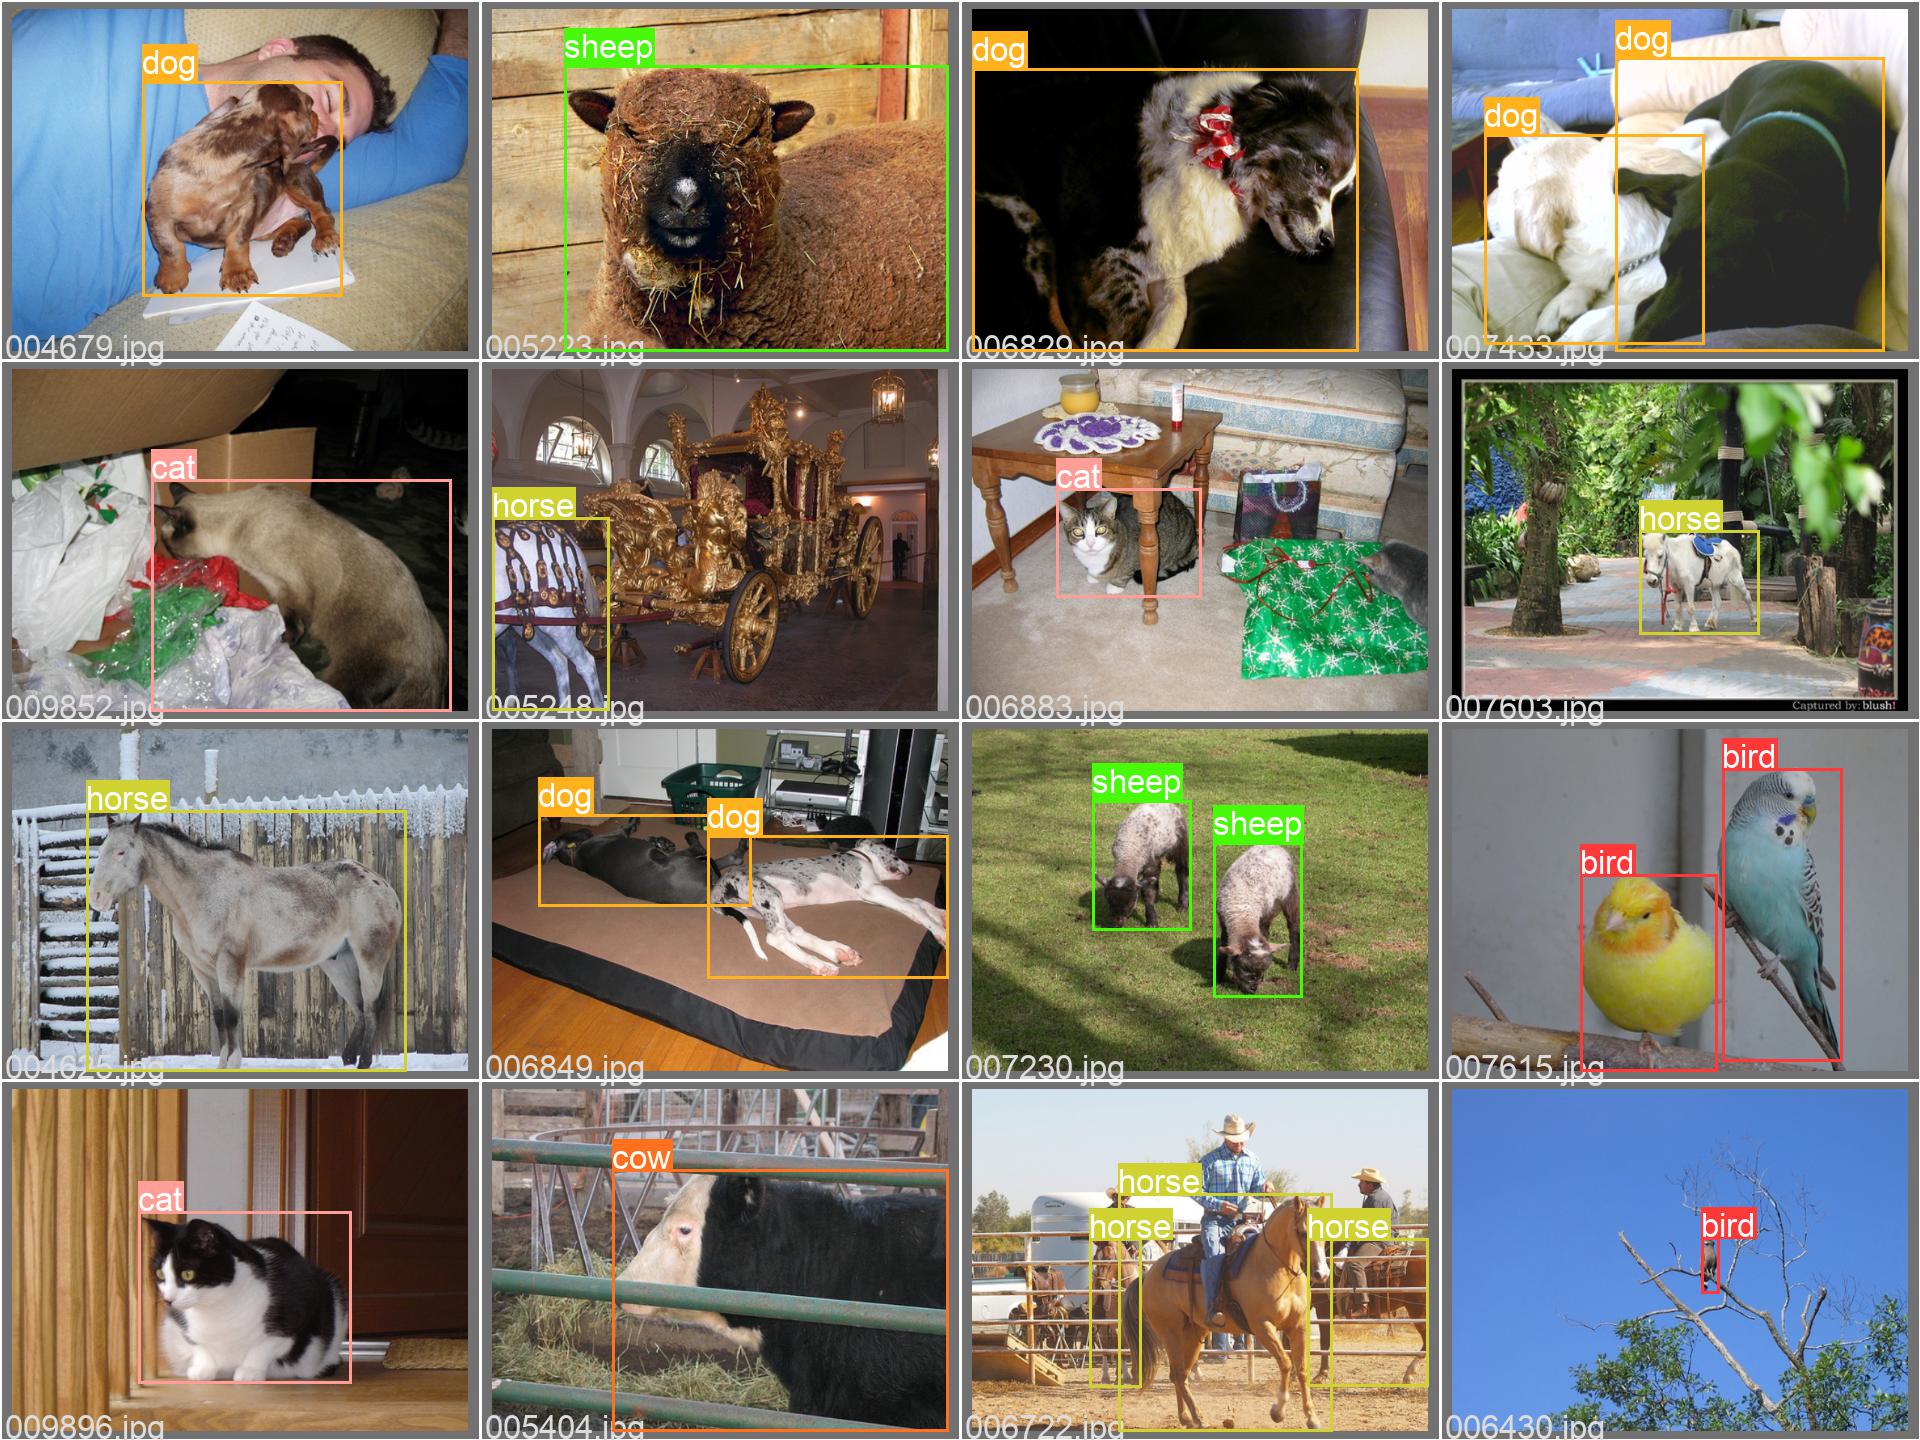 dog
004679.jpg
sheep
005223.jpg
dog
006829.jpg
dog
dog
007433.jpg
cat
009852.jpg
horse
005248.jpg
cat
006883.jpg
horse
Captured by: blush!
007603.jpg
horse
004625.jpg
dog
dog
006849.jpg
sheep
sheep
007230.jpg
bird
bird
007615.jpg
cat
009896.jpg
cow
005404.jpg
horse
horse
horse
006722.jpg
bird
006430.jpg